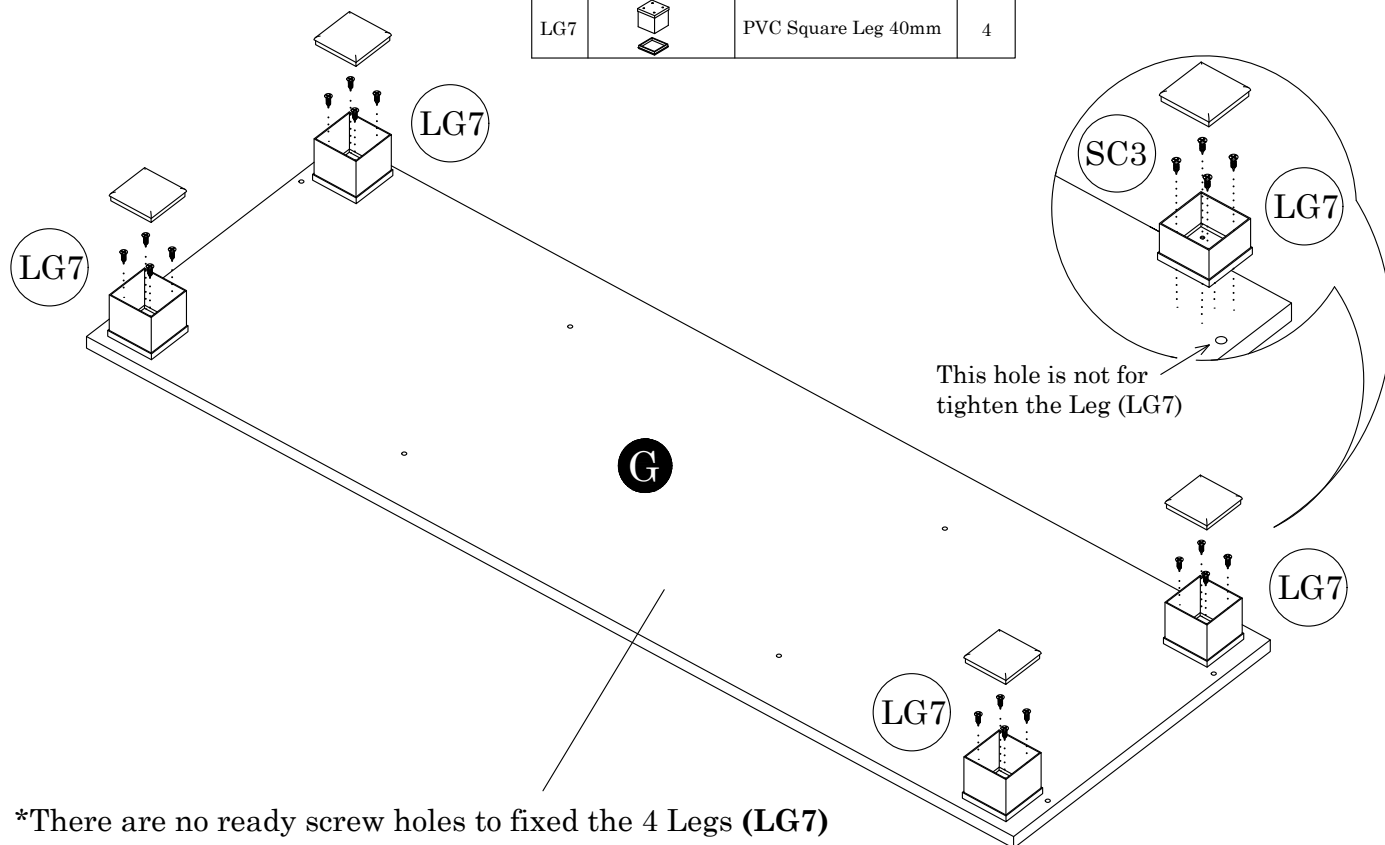 LG7 PVC Square Leg 40mm 4
LG7
SC3
LG7
LG7
This hole is not for
tighten the Leg (LG7)
G
LG7
LG7
*There are no ready screw holes to fixed the 4 Legs (LG7)